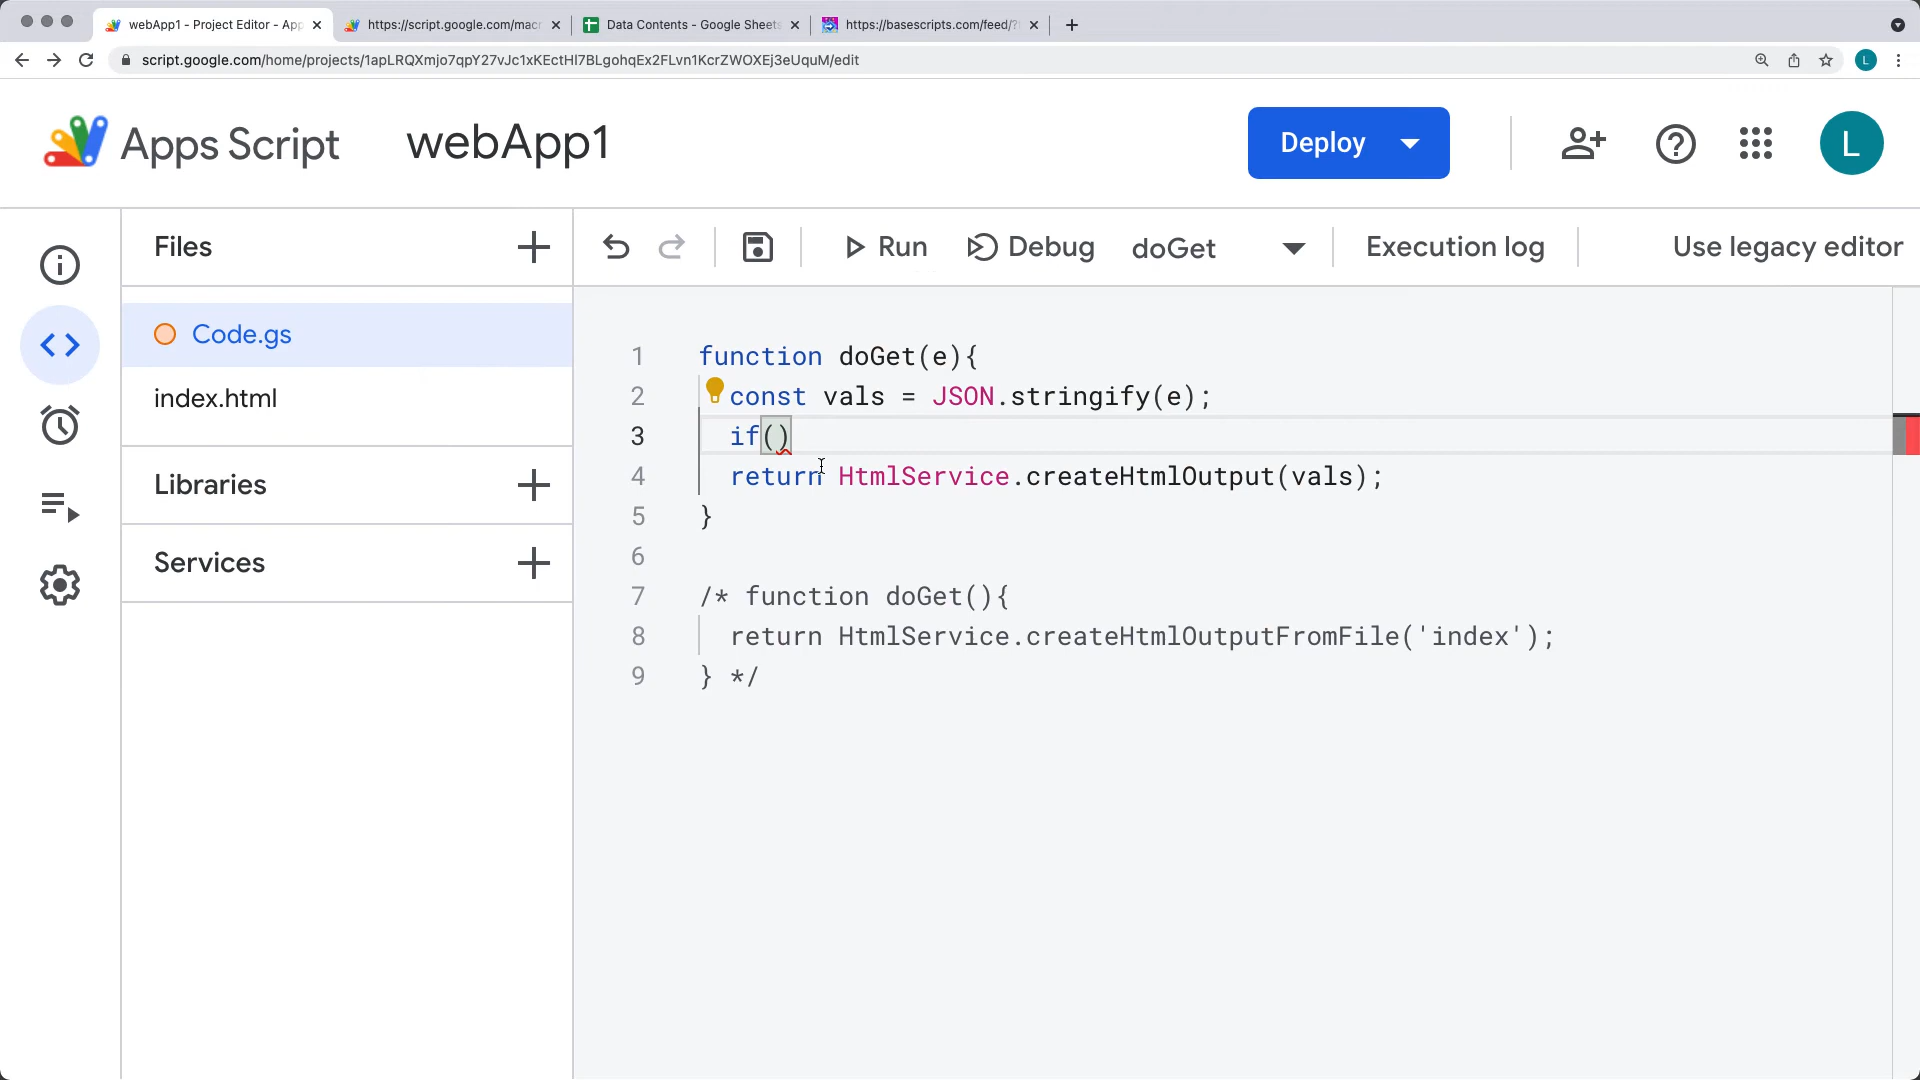 webApp1 - Project Editor - App
https://script.google.com/macr
Data Contents - Google Sheets
https://basescripts.com/feed/?
script.google.com/home/projects/1apLRQXmjo7qpY27vJc1xKEctHl7BLgohqEx2FLvn1KcrZWOXEj3eUquM/edit
L
Apps Script
webApp1
Deploy
L
Files
Run
Debug
doGet
Execution log
Use legacy editor
Code.gs
index.html
Libraries
Services
1 function doGet(e){
2 const vals = JSON.stringify(e);
3 if()
4 return HtmlService.createHtmlOutput(vals);
5 }
6
7 /* function doGet(){
8 return HtmlService.createHtmlOutputFromFile('index');
9 } */